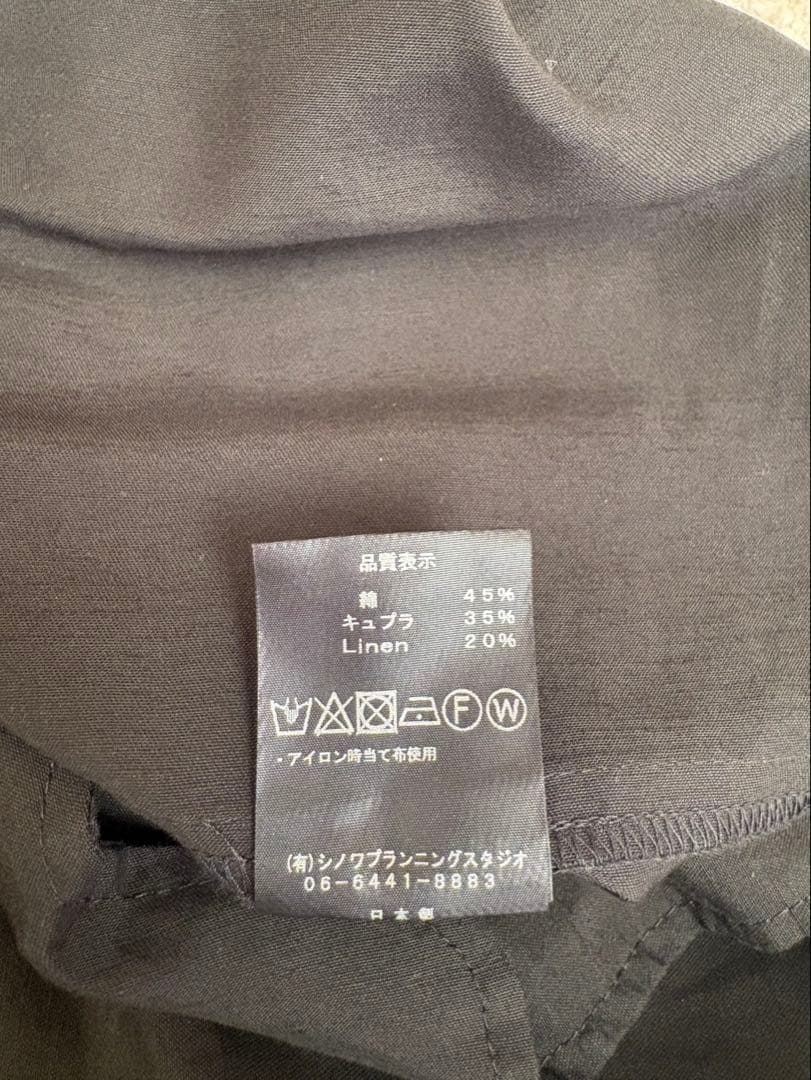 品質表示
綿 45%
キュプラ 35%
Linen 20%
F W
・アイロン時当て布使用
(有)シノワプランニングスタジオ
06-6441-8883
日本製